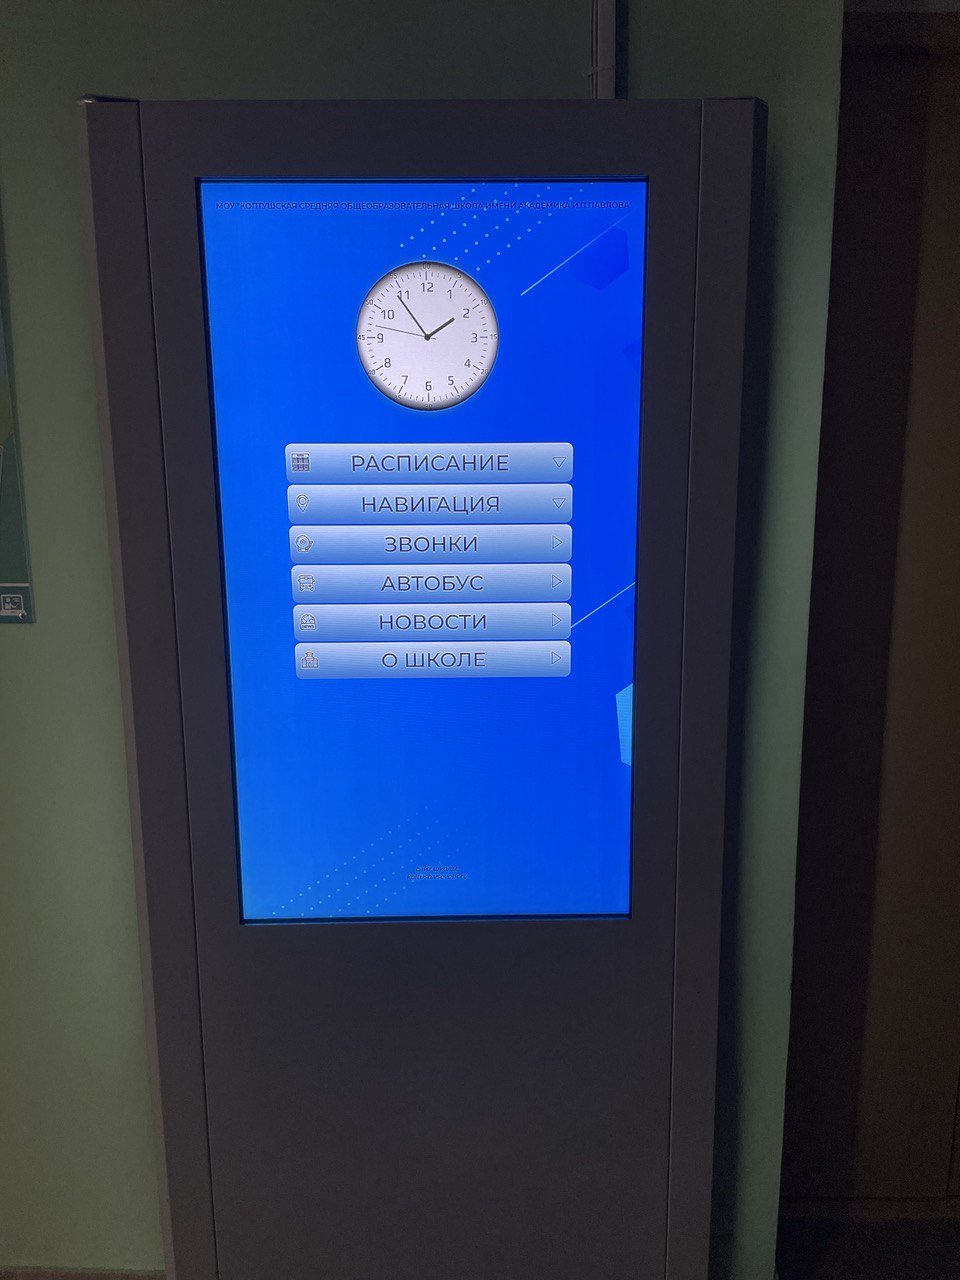 МОУ "КОЛТУШСКАЯ СРЕДНЯЯ ОБЩЕОБРАЗОВАТЕЛЬНАЯ ШКОЛА ИМЕНИ АКАДЕМИКА И.П.ПАВЛОВА"
12
11 1
10 2
9 3
8 4
7 5
6
РАСПИСАНИЕ
НАВИГАЦИЯ
ЗВОНКИ
АВТОБУС
НОВОСТИ
О ШКОЛЕ